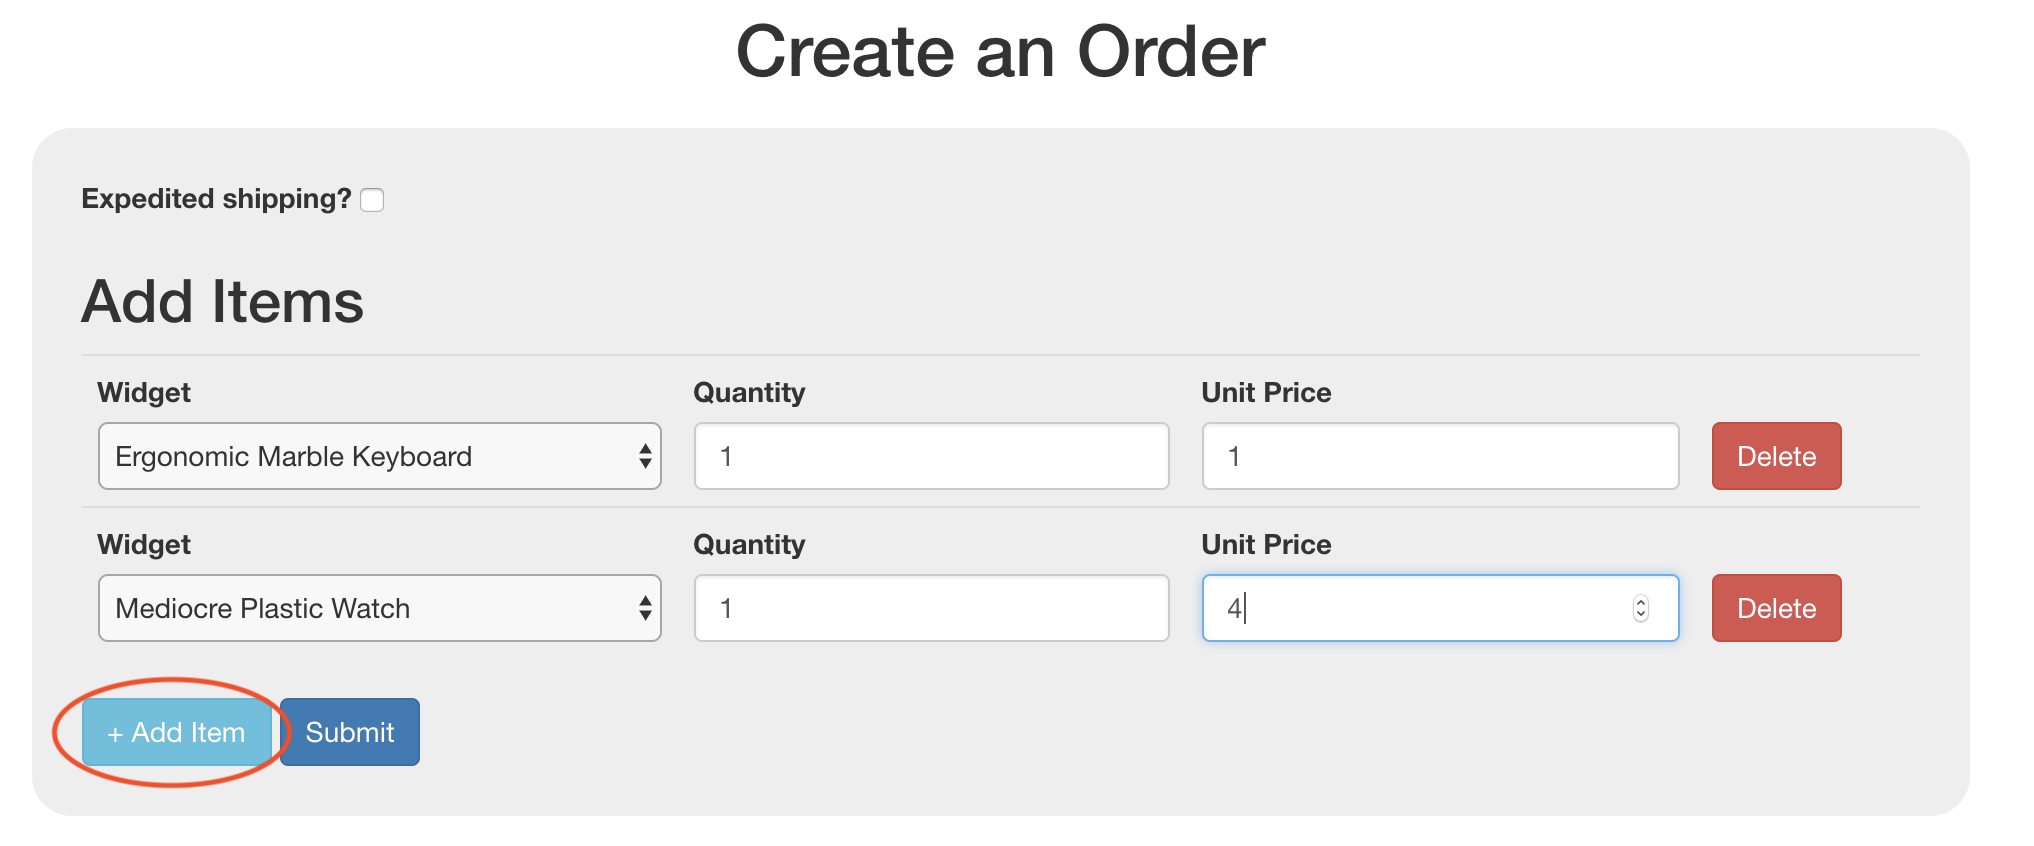 Create an Order
Expedited shipping?
Add Items
Widget Quantity Unit Price
Ergonomic Marble Keyboard 1 1 Delete
Widget Quantity Unit Price
Mediocre Plastic Watch 1 4 Delete
+ Add Item Submit